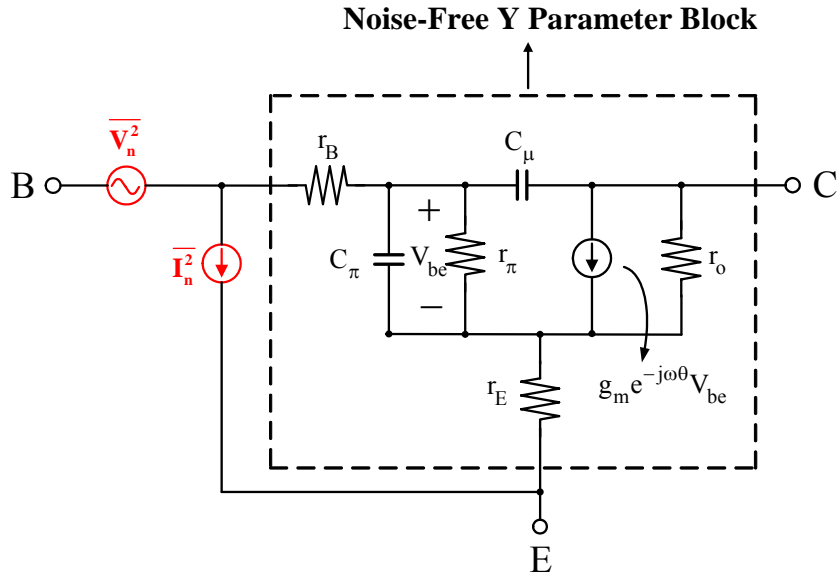 Noise-Free Y Parameter Block
V_n^2
r_B
C_μ
B
C
+
I_n^2
C_π
V_be
r_π
r_o
−
r_E
g_m e^{-jωθ} V_be
E